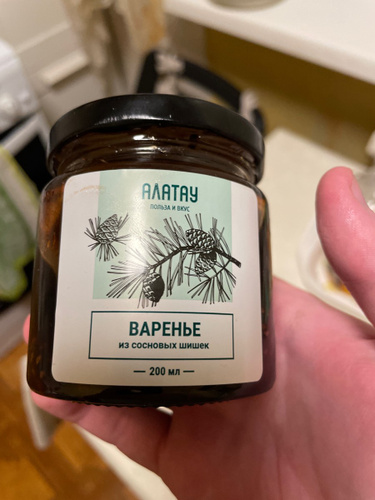 АЛАТАУ
ПОЛЬЗА И ВКУС
ВАРЕНЬЕ
ИЗ СОСНОВЫХ ШИШЕК
200 МЛ